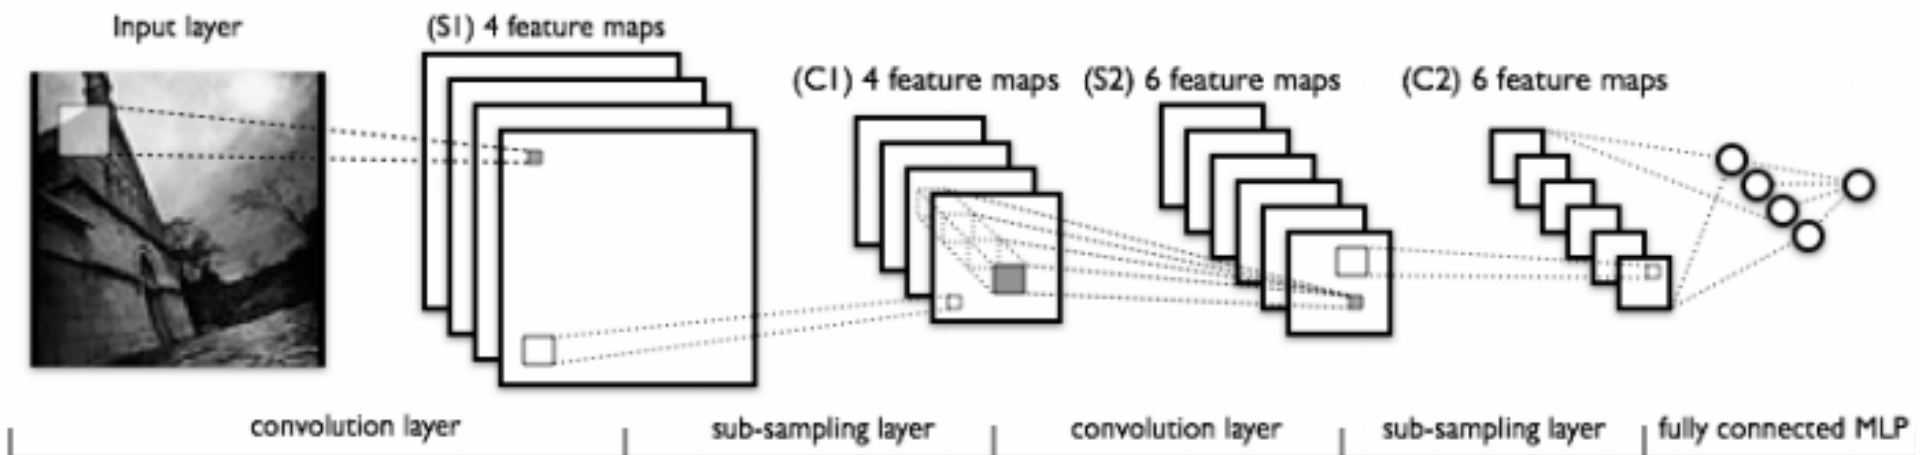 Input layer
(S1) 4 feature maps
(C1) 4 feature maps
(S2) 6 feature maps
(C2) 6 feature maps
convolution layer
sub-sampling layer
convolution layer
sub-sampling layer
fully connected MLP